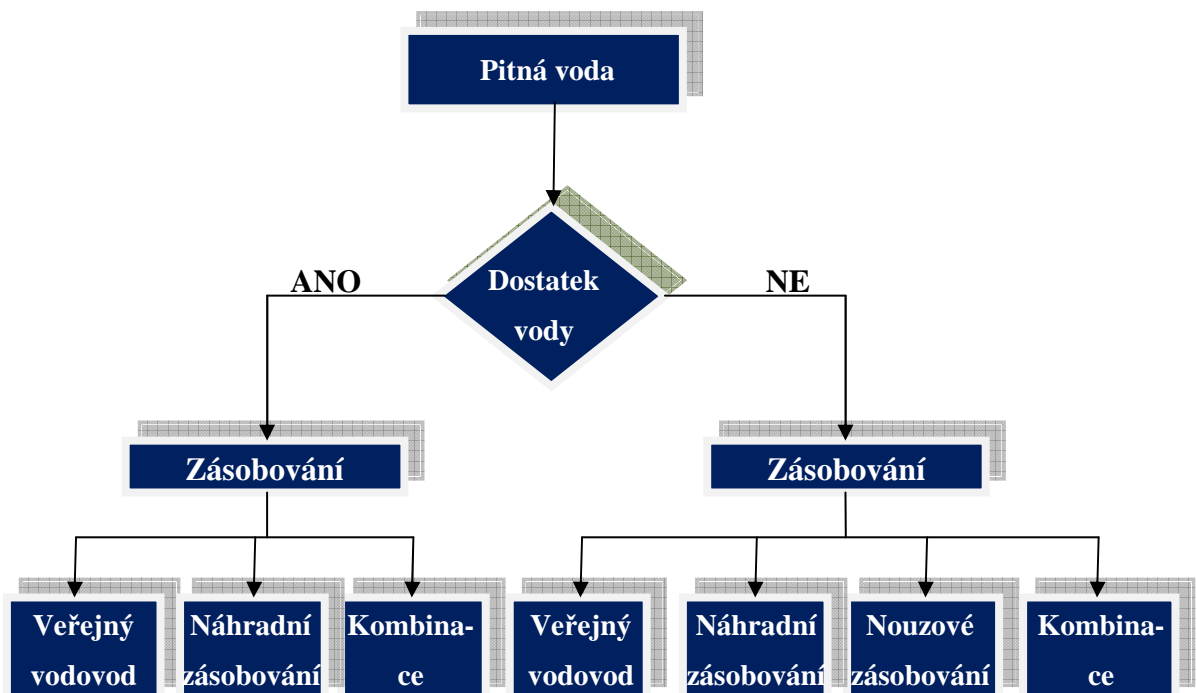 Pitná voda
ANO
Dostatek
vody
NE
Zásobování
Zásobování
Veřejný
vodovod
Náhradní
zásobování
Kombina-
ce
Veřejný
vodovod
Náhradní
zásobování
Nouzové
zásobování
Kombina-
ce